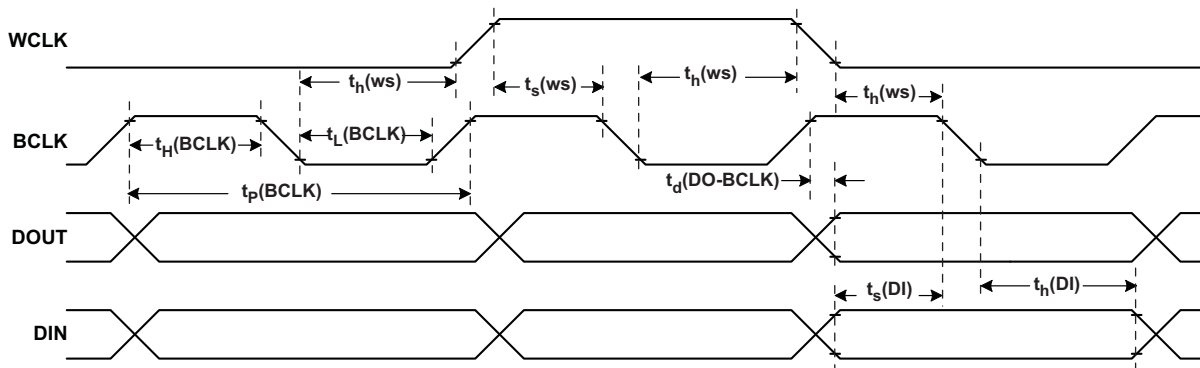 WCLK
t_h(ws)
t_s(ws)
t_h(ws)
t_h(ws)
BCLK
t_H(BCLK)
t_L(BCLK)
t_d(DO-BCLK)
t_P(BCLK)
DOUT
t_s(DI)
t_h(DI)
DIN